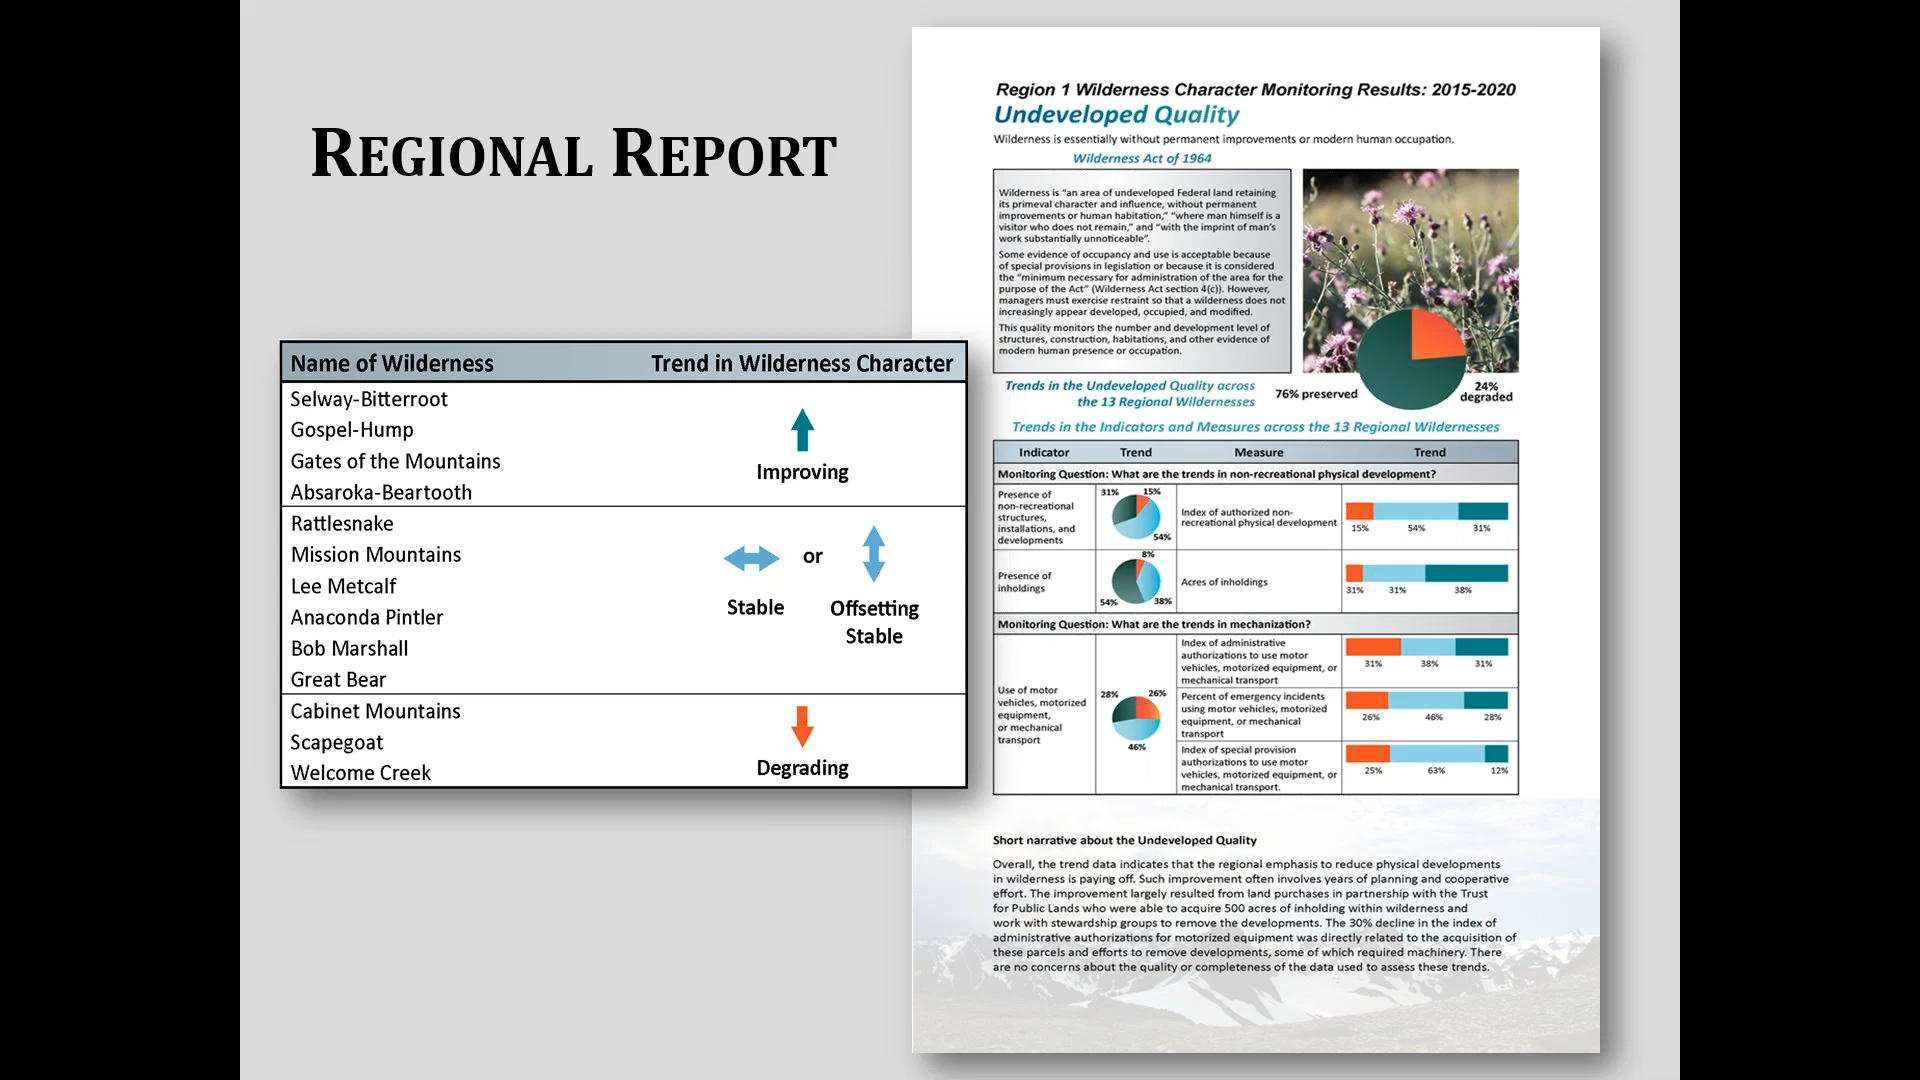 REGIONAL REPORT
Name of Wilderness Trend in Wilderness Character
Selway-Bitterroot
Gospel-Hump
Gates of the Mountains
Absaroka-Beartooth
Improving
Rattlesnake
Mission Mountains
Lee Metcalf
Anaconda Pintler
Bob Marshall
Great Bear
or
Stable
Offsetting
Stable
Cabinet Mountains
Scapegoat
Welcome Creek
Degrading
Region 1 Wilderness Character Monitoring Results: 2015-2020
Undeveloped Quality
Wilderness is essentially without permanent improvements or modern human occupation.
Wilderness Act of 1964
Wilderness is “an area of undeveloped Federal land retaining
its primeval character and influence, without permanent
improvements or human habitation,” “where man himself is a
visitor who does not remain,” and “with the imprint of man’s
work substantially unnoticeable”.
Some evidence of occupancy and use is acceptable because
of special provisions in legislation or because it is considered
the “minimum necessary for administration of the area for the
purpose of the Act” (Wilderness Act section 4(c)). However,
managers must exercise restraint so that a wilderness does not
increasingly appear developed, occupied, and modified.
This quality monitors the number and development level of
structures, construction, habitations, and other evidence of
modern human presence or occupation.
Trends in the Undeveloped Quality across
the 13 Regional Wildernesses
76% preserved
24%
degraded
Trends in the Indicators and Measures across the 13 Regional Wildernesses
Indicator Trend Measure Trend
Monitoring Question: What are the trends in non-recreational physical development?
Presence of
non-recreational
structures,
installations, and
developments
31% 15%
54%
Index of authorized non-
recreational physical development
15% 54% 31%
Presence of
inholdings
8%
54% 38%
Acres of inholdings
31% 31% 38%
Monitoring Question: What are the trends in mechanization?
Use of motor
vehicles, motorized
equipment,
or mechanical
transport
28% 26%
46%
Index of administrative
authorizations to use motor
vehicles, motorized equipment, or
mechanical transport
31% 38% 31%
Percent of emergency incidents
using motor vehicles, motorized
equipment, or mechanical
transport
26% 46% 28%
Index of special provision
authorizations to use motor
vehicles, motorized equipment, or
mechanical transport.
25% 63% 12%
Short narrative about the Undeveloped Quality
Overall, the trend data indicates that the regional emphasis to reduce physical developments
in wilderness is paying off. Such improvement often involves years of planning and cooperative
effort. The improvement largely resulted from land purchases in partnership with the Trust
for Public Lands who were able to acquire 500 acres of inholding within wilderness and
work with stewardship groups to remove the developments. The 30% decline in the index of
administrative authorizations for motorized equipment was directly related to the acquisition of
these parcels and efforts to remove developments, some of which required machinery. There
are no concerns about the quality or completeness of the data used to assess these trends.